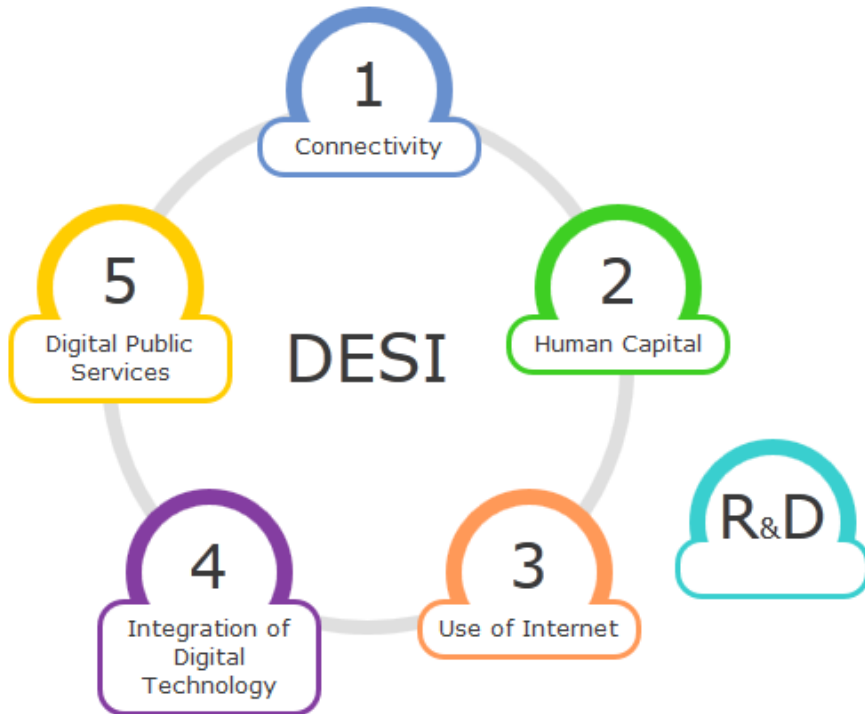 1
Connectivity
2
Human Capital
3
Use of Internet
4
Integration of
Digital
Technology
5
Digital Public
Services
DESI
R&D